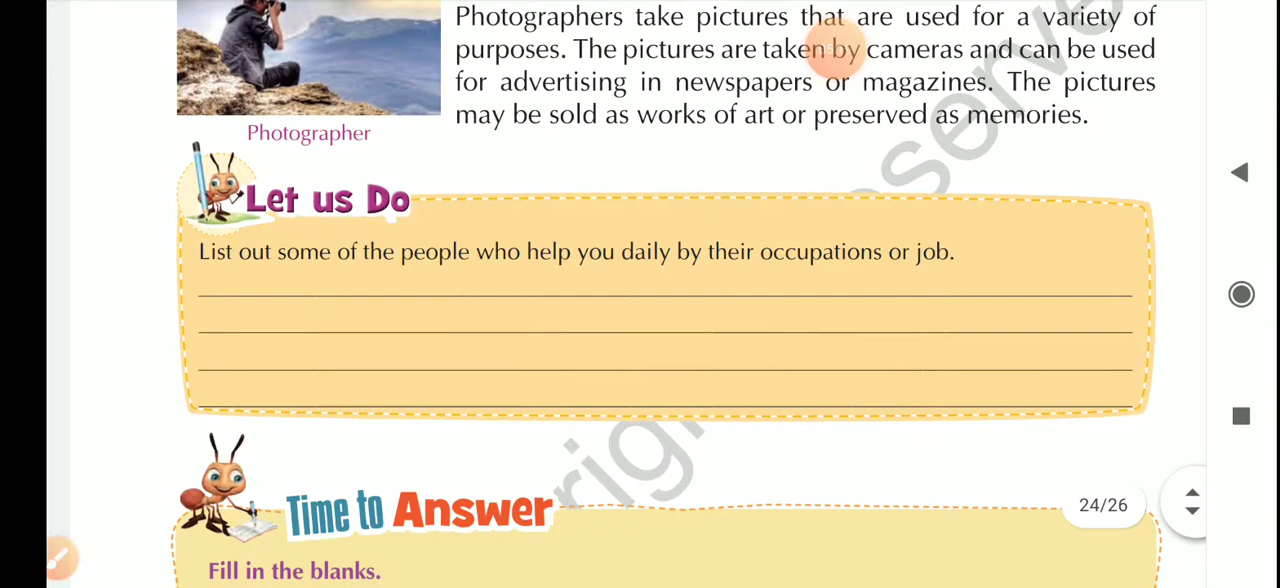 Photographers take pictures that are used for a variety of
purposes. The pictures are taken by cameras and can be used
for advertising in newspapers or magazines. The pictures
may be sold as works of art or preserved as memories.
Photographer
Let us Do
List out some of the people who help you daily by their occupations or job.
Time to Answer
24/26
Fill in the blanks.